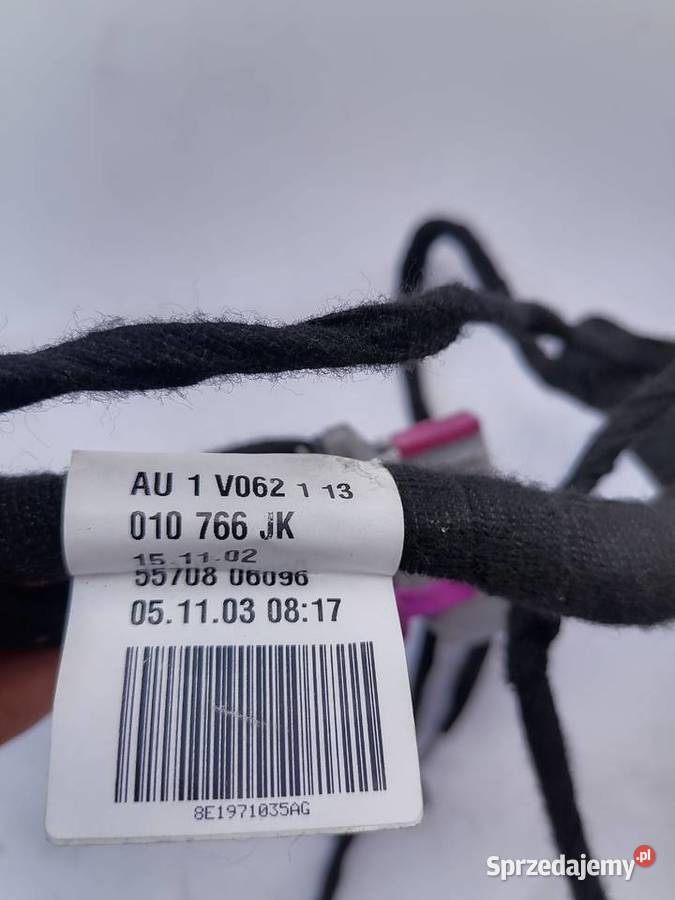 AU 1 V062 1 13
010 766 JK
15.11.02
55708 06096
05.11.03 08:17
8E1971035AG
Sprzedajemy.pl